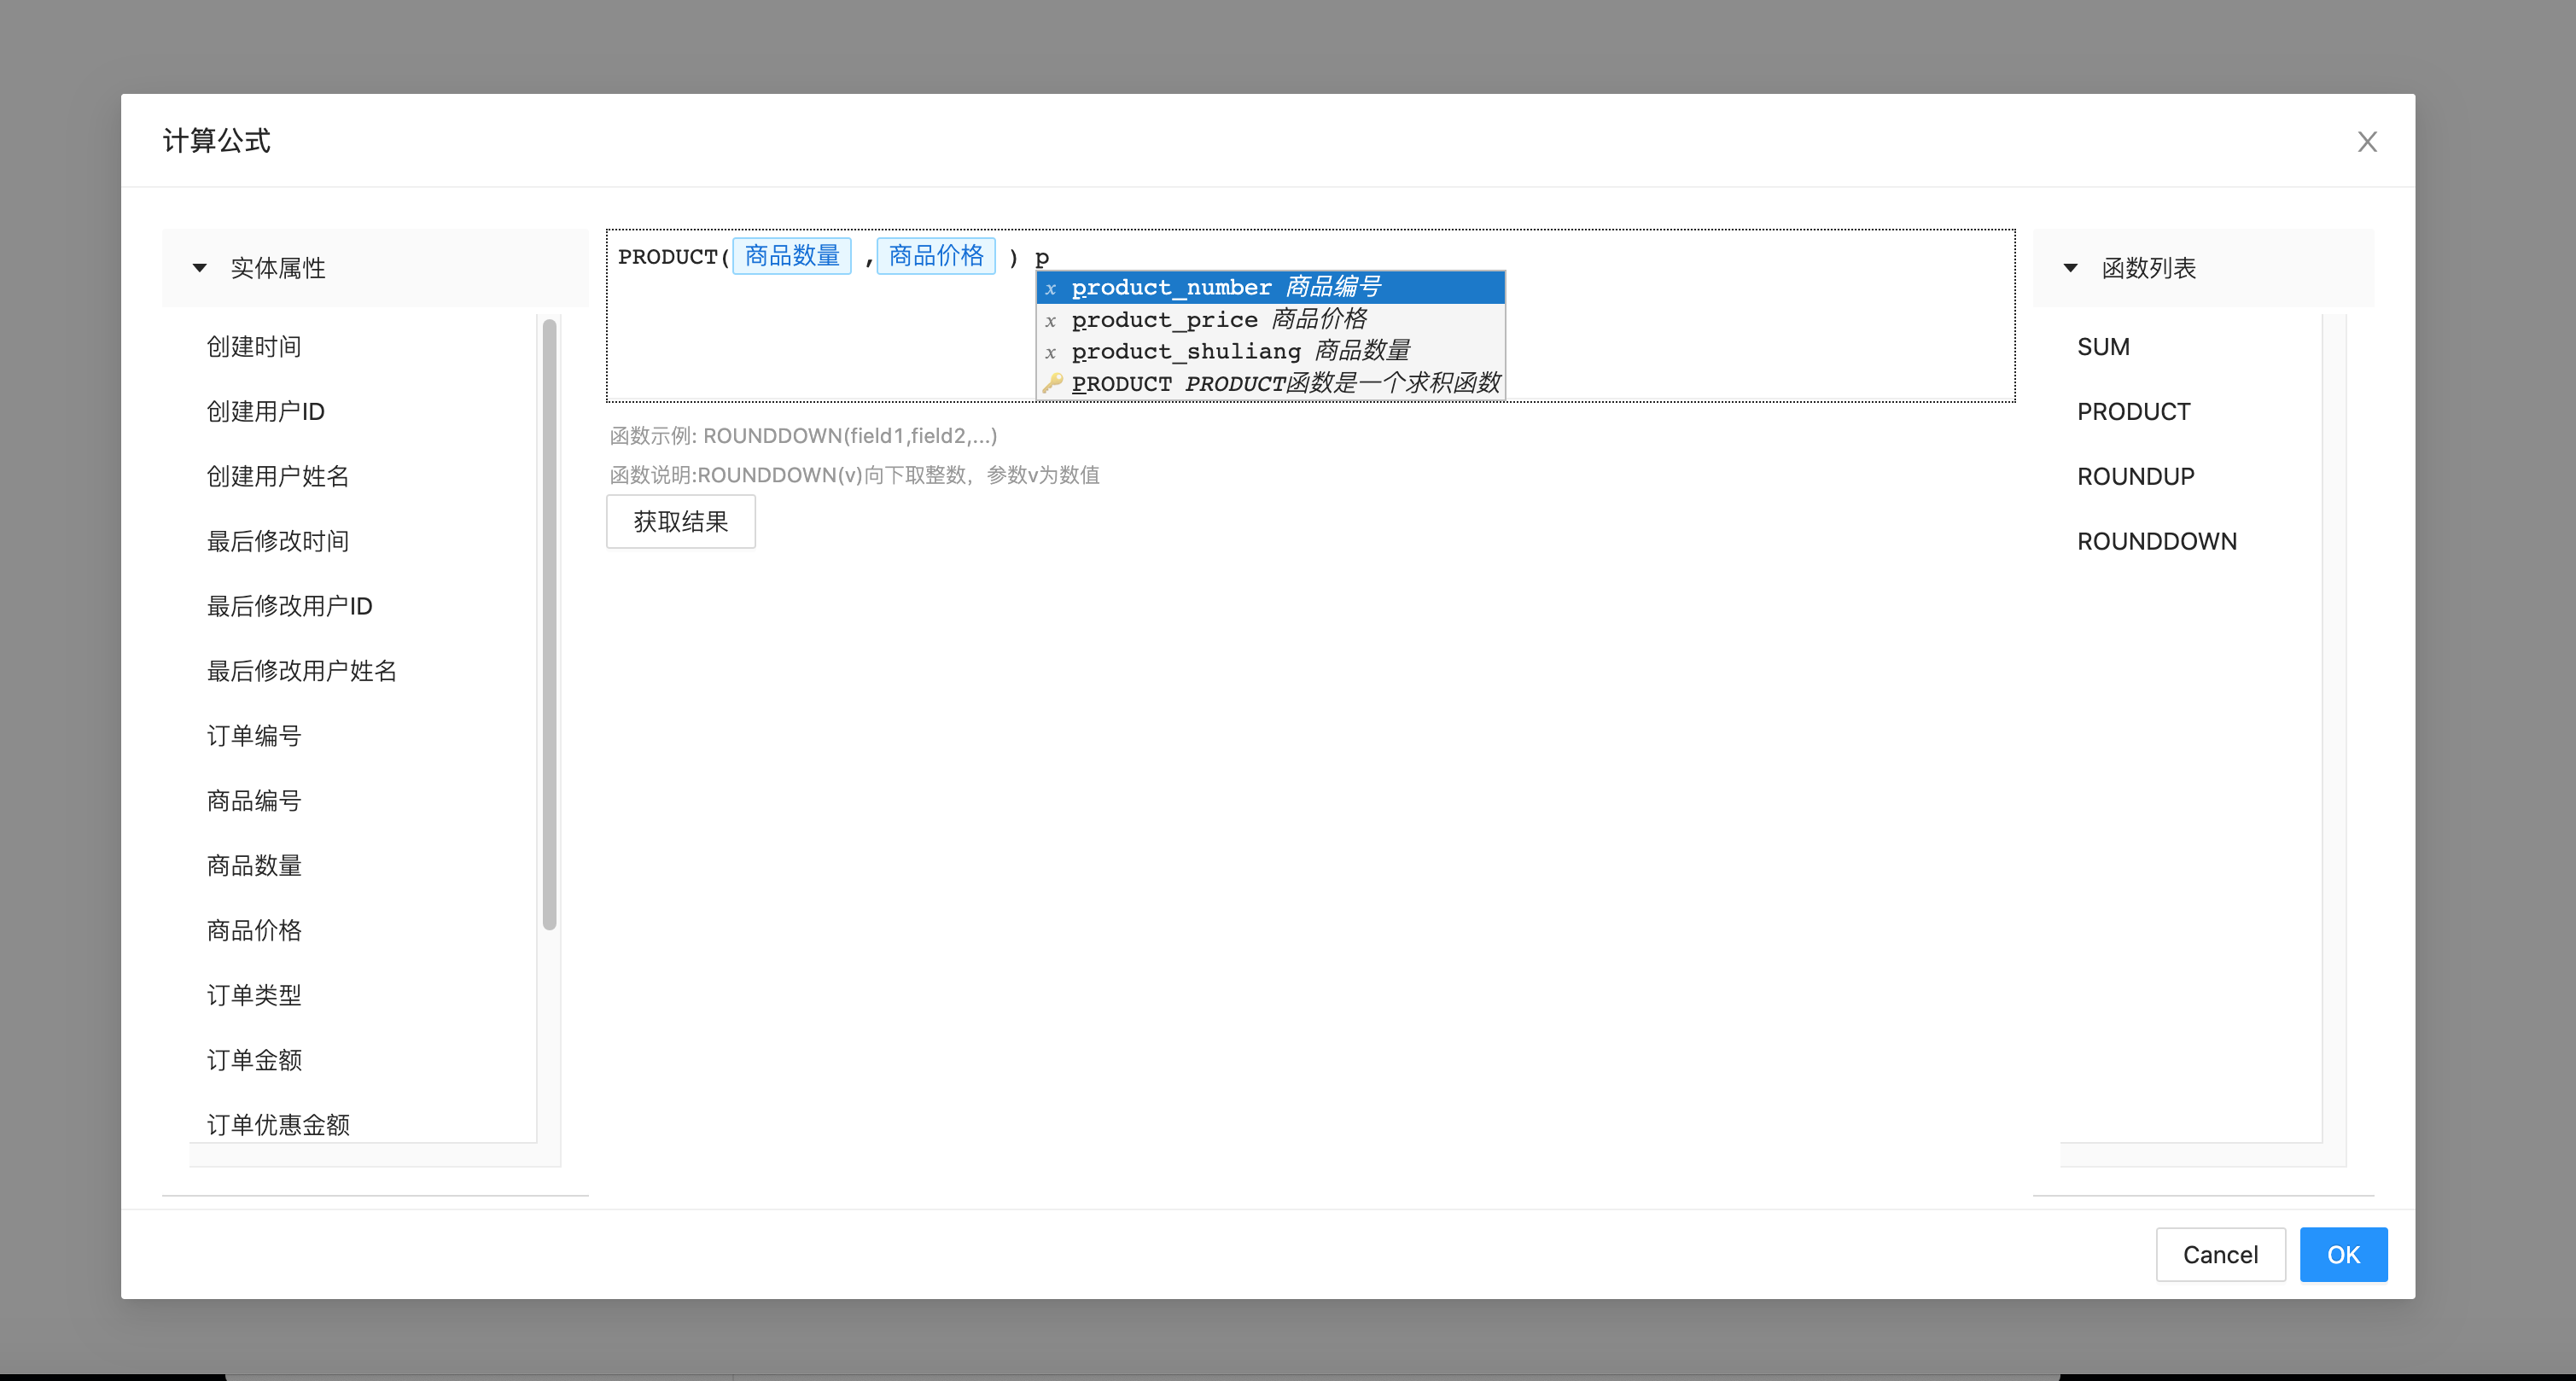 计算公式
实体属性
创建时间
创建用户ID
创建用户姓名
最后修改时间
最后修改用户ID
最后修改用户姓名
订单编号
商品编号
商品数量
商品价格
订单类型
订单金额
订单优惠金额
PRODUCT( 商品数量 , 商品价格 ) p
x product_number 商品编号
x product_price 商品价格
x product_shuliang 商品数量
PRODUCT PRODUCT函数是一个求积函数
函数示例: ROUNDDOWN(field1,field2,...)
函数说明:ROUNDDOWN(v)向下取整数，参数v为数值
获取结果
函数列表
SUM
PRODUCT
ROUNDUP
ROUNDDOWN
Cancel OK